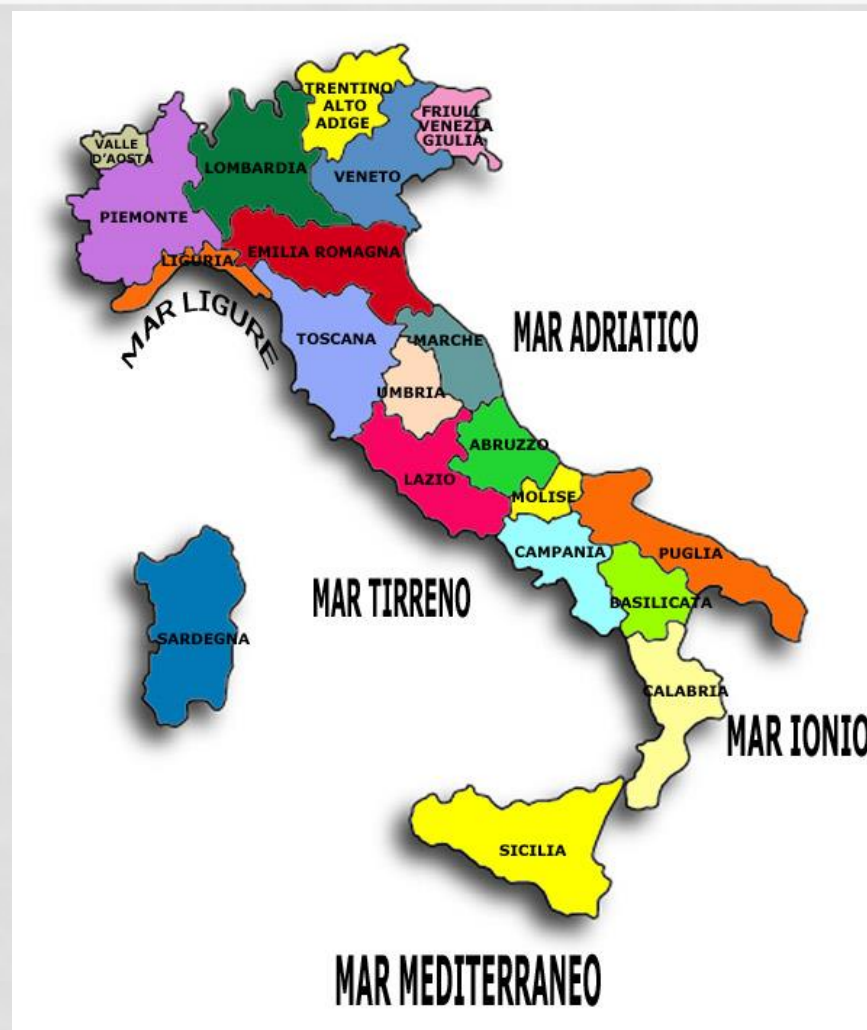 TRENTINO
ALTO
ADIGE
FRIULI
VENEZIA
GIULIA
VALLE
D'AOSTA
LOMBARDIA
VENETO
PIEMONTE
EMILIA ROMAGNA
LIGURIA
MAR LIGURE
TOSCANA
MARCHE
MAR ADRIATICO
UMBRIA
ABRUZZO
LAZIO
MOLISE
CAMPANIA
PUGLIA
MAR TIRRENO
BASILICATA
SARDEGNA
CALABRIA
MAR IONIO
SICILIA
MAR MEDITERRANEO